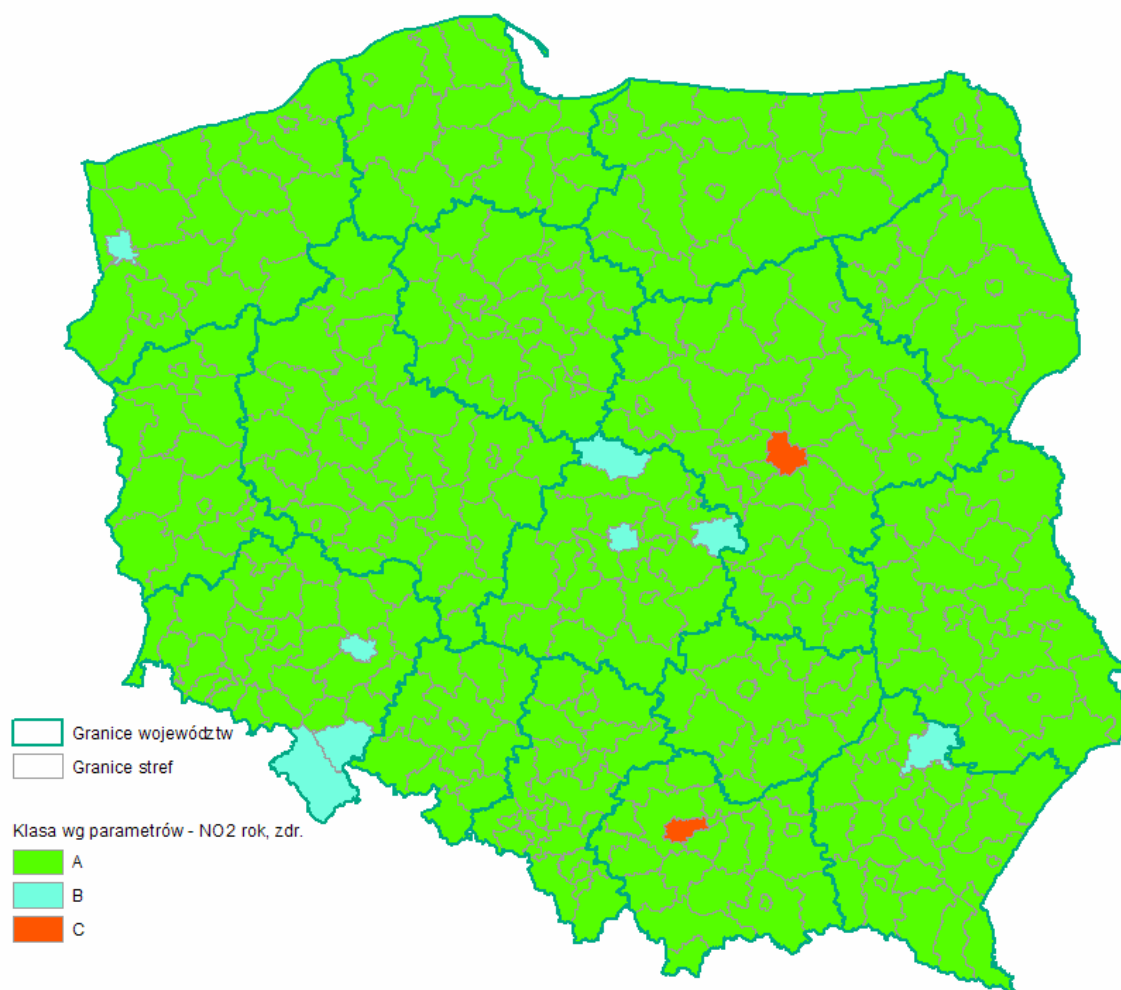 Granice województw
Granice stref
Klasa wg parametrów - NO2 rok, zdr.
A
B
C